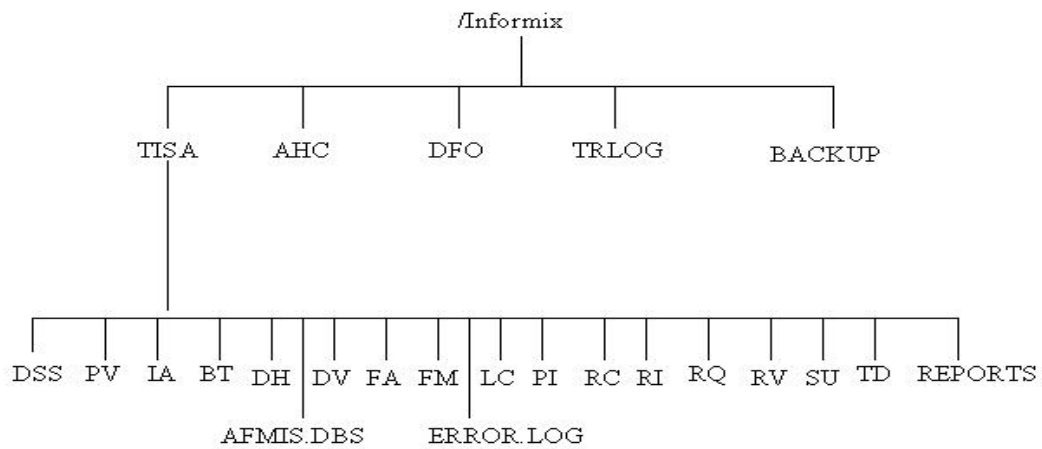 /Informix
TISA AHC DFO TRLOG BACKUP
DSS PV IA BT DH DV FA FM LC PI RC RI RQ RV SU TD REPORTS
AFMIS.DBS ERROR.LOG